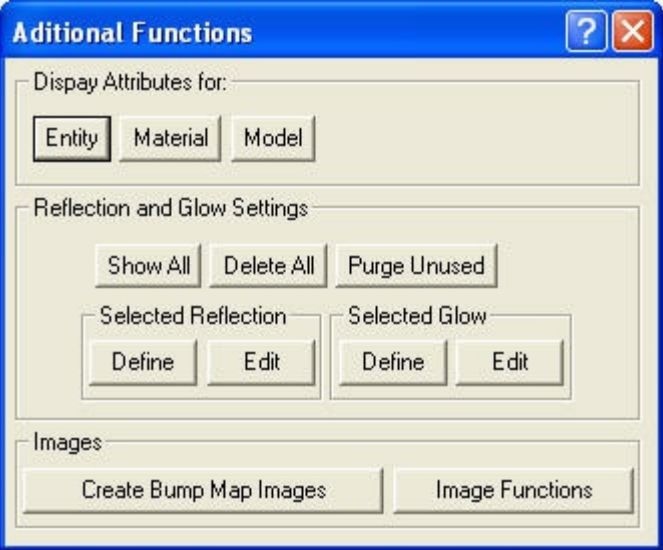 Aditional Functions
Dispay Attributes for:
Entity Material Model
Reflection and Glow Settings
Show All Delete All Purge Unused
Selected Reflection Selected Glow
Define Edit Define Edit
Images
Create Bump Map Images Image Functions